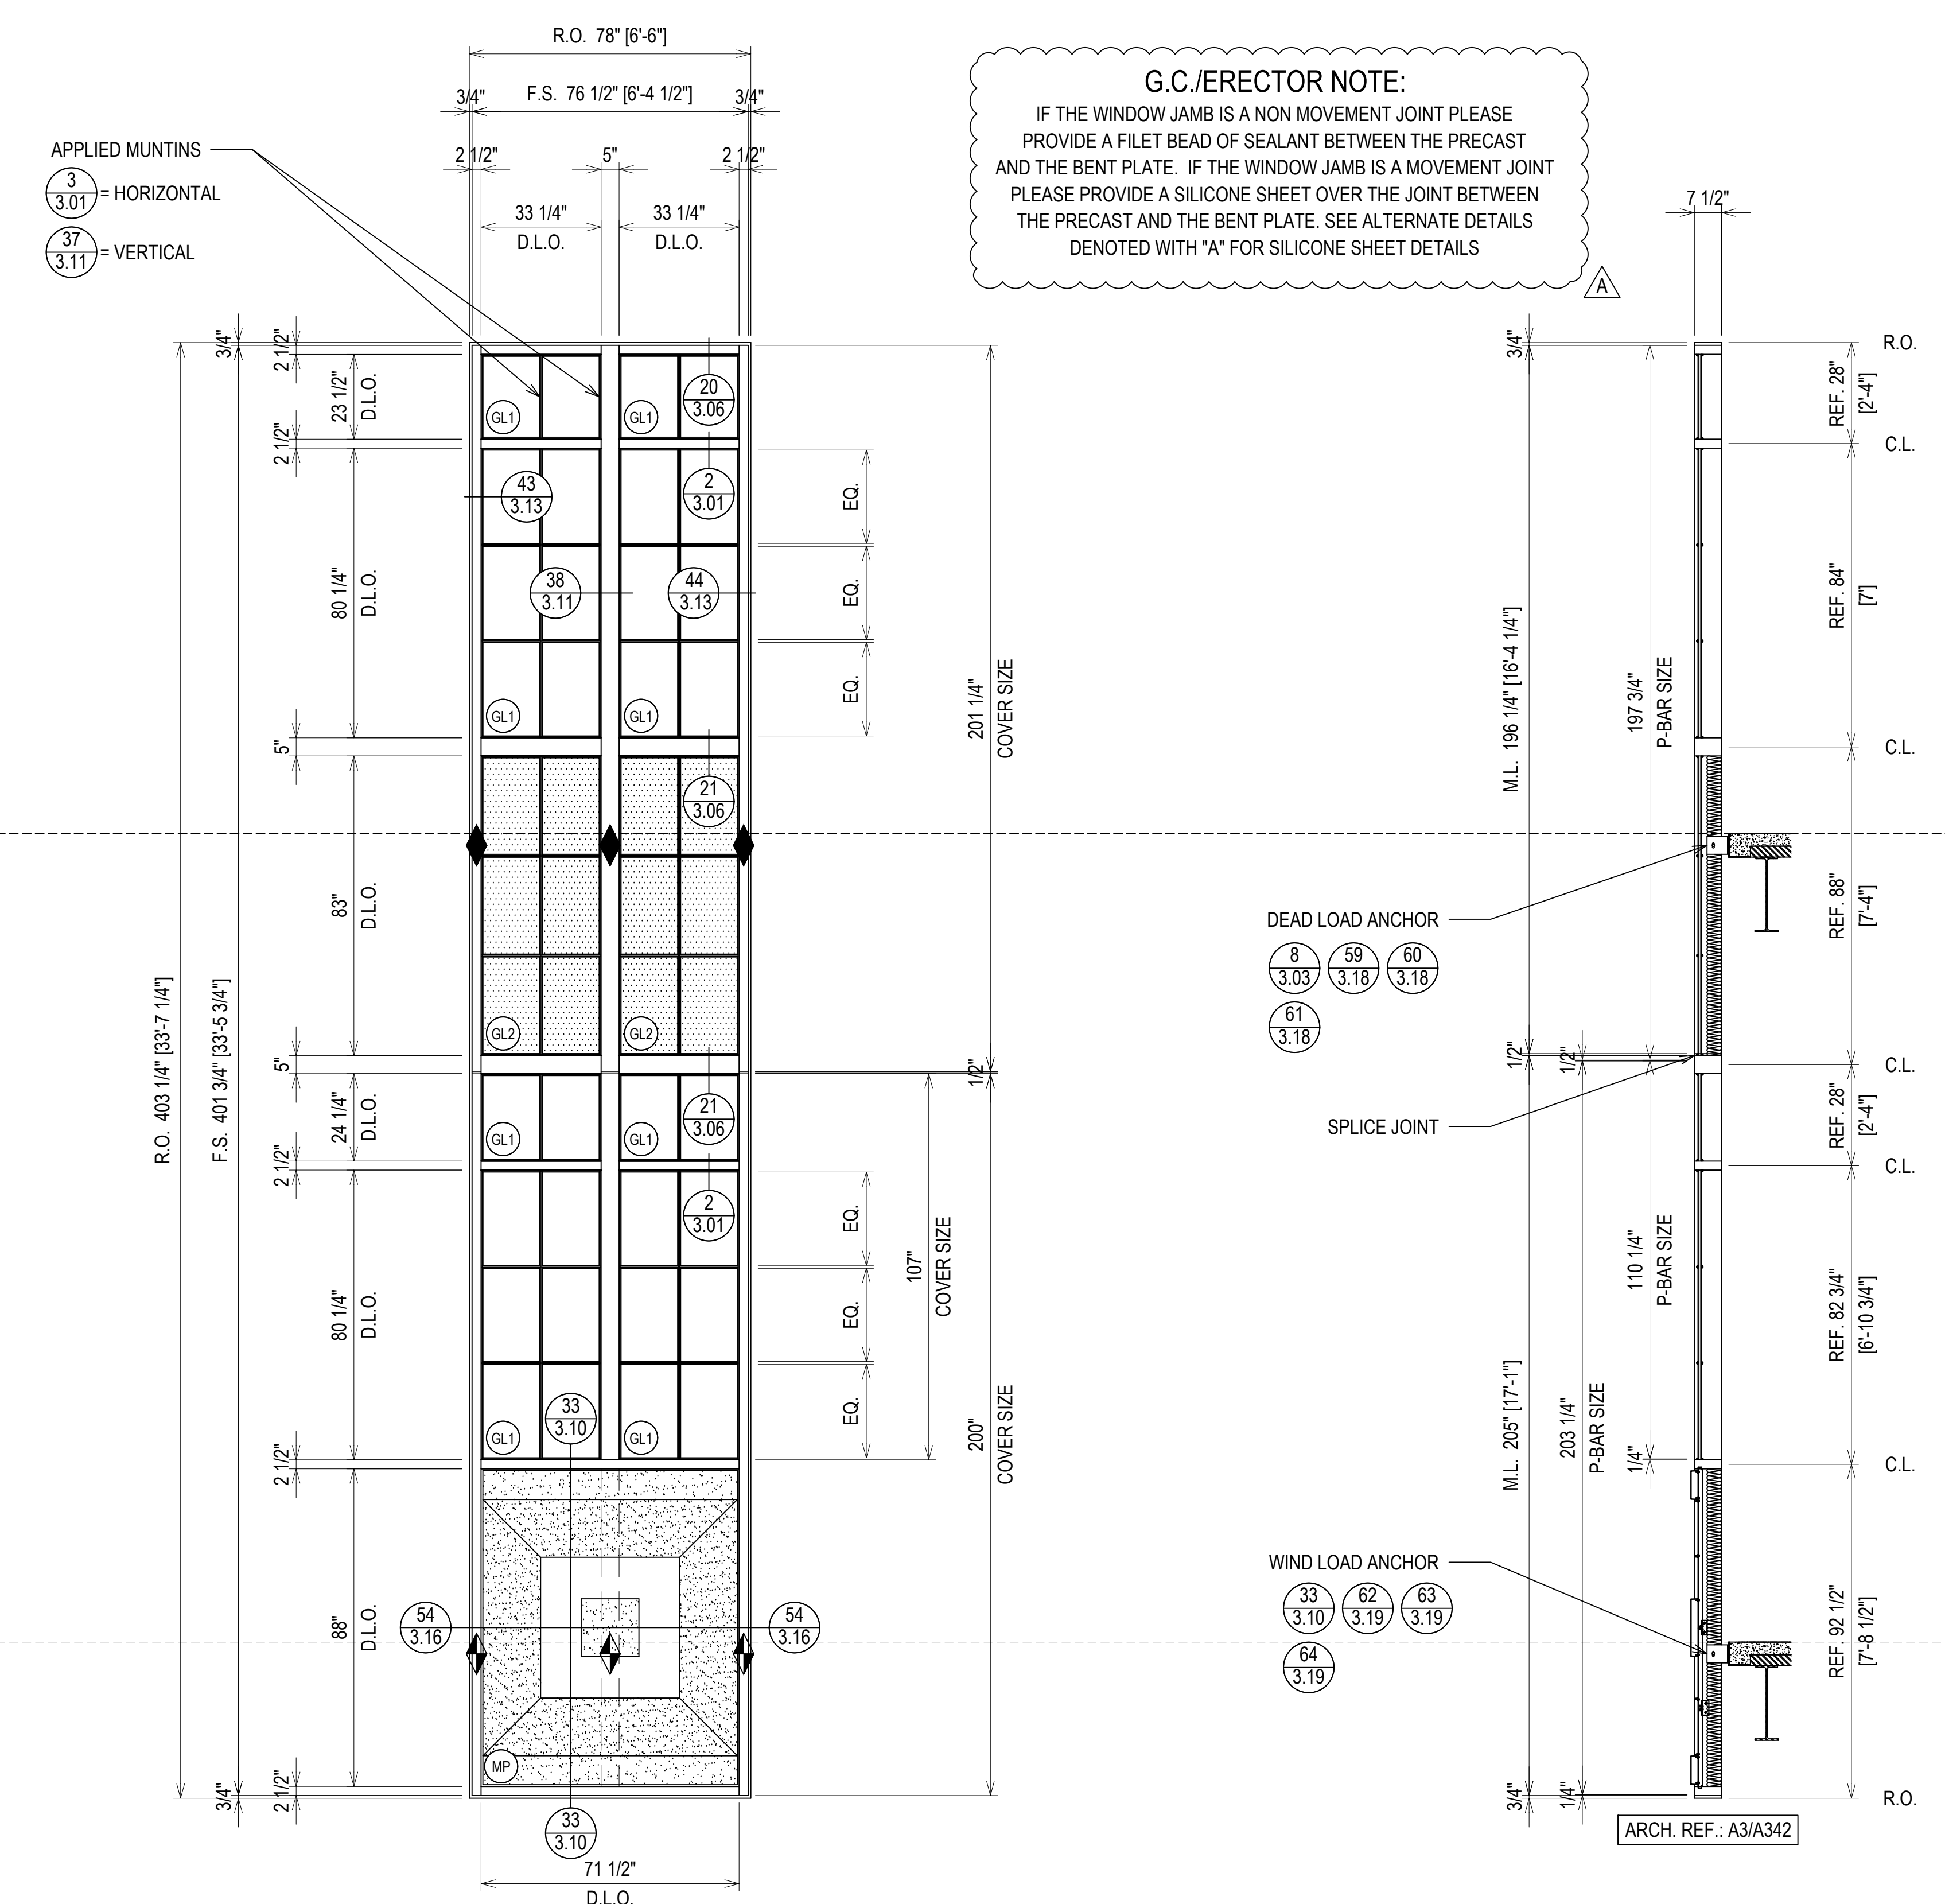 R.O. 78" [6'-6"]
3/4"
F.S. 76 1/2" [6'-4 1/2"]
3/4"
2 1/2"
5"
2 1/2"
33 1/4"
D.L.O.
33 1/4"
D.L.O.
APPLIED MUNTINS
3
3.01
= HORIZONTAL
37
3.11
= VERTICAL
G.C./ERECTOR NOTE:
IF THE WINDOW JAMB IS A NON MOVEMENT JOINT PLEASE
PROVIDE A FILET BEAD OF SEALANT BETWEEN THE PRECAST
AND THE BENT PLATE. IF THE WINDOW JAMB IS A MOVEMENT JOINT
PLEASE PROVIDE A SILICONE SHEET OVER THE JOINT BETWEEN
THE PRECAST AND THE BENT PLATE. SEE ALTERNATE DETAILS
DENOTED WITH "A" FOR SILICONE SHEET DETAILS
A
R.O. 403 1/4" [33'-7 1/4"]
3/4"
F.S. 401 3/4" [33'-5 3/4"]
3/4"
2 1/2"
23 1/2"
D.L.O.
2 1/2"
80 1/4"
D.L.O.
5"
83"
D.L.O.
5"
24 1/4"
D.L.O.
2 1/2"
80 1/4"
D.L.O.
2 1/2"
88"
D.L.O.
2 1/2"
GL1
GL1
20
3.06
43
3.13
2
3.01
38
3.11
44
3.13
GL1
GL1
21
3.06
GL2
GL2
21
3.06
GL1
GL1
2
3.01
33
3.10
GL1
GL1
54
3.16
54
3.16
MP
33
3.10
71 1/2"
D.L.O.
EQ.
EQ.
EQ.
EQ.
EQ.
EQ.
201 1/4"
COVER SIZE
1/2"
107"
COVER SIZE
200"
COVER SIZE
7 1/2"
3/4"
M.L. 196 1/4" [16'-4 1/4"]
197 3/4"
P-BAR SIZE
DEAD LOAD ANCHOR
8
3.03
59
3.18
60
3.18
61
3.18
1/2"
1/2"
SPLICE JOINT
M.L. 205" [17'-1"]
203 1/4"
P-BAR SIZE
110 1/4"
P-BAR SIZE
1/4"
WIND LOAD ANCHOR
33
3.10
62
3.19
63
3.19
64
3.19
3/4"
1/4"
R.O.
REF. 28"
[2'-4"]
C.L.
REF. 84"
[7']
C.L.
REF. 88"
[7'-4"]
C.L.
REF. 28"
[2'-4"]
C.L.
REF. 82 3/4"
[6'-10 3/4"]
C.L.
REF. 92 1/2"
[7'-8 1/2"]
R.O.
ARCH. REF.: A3/A342